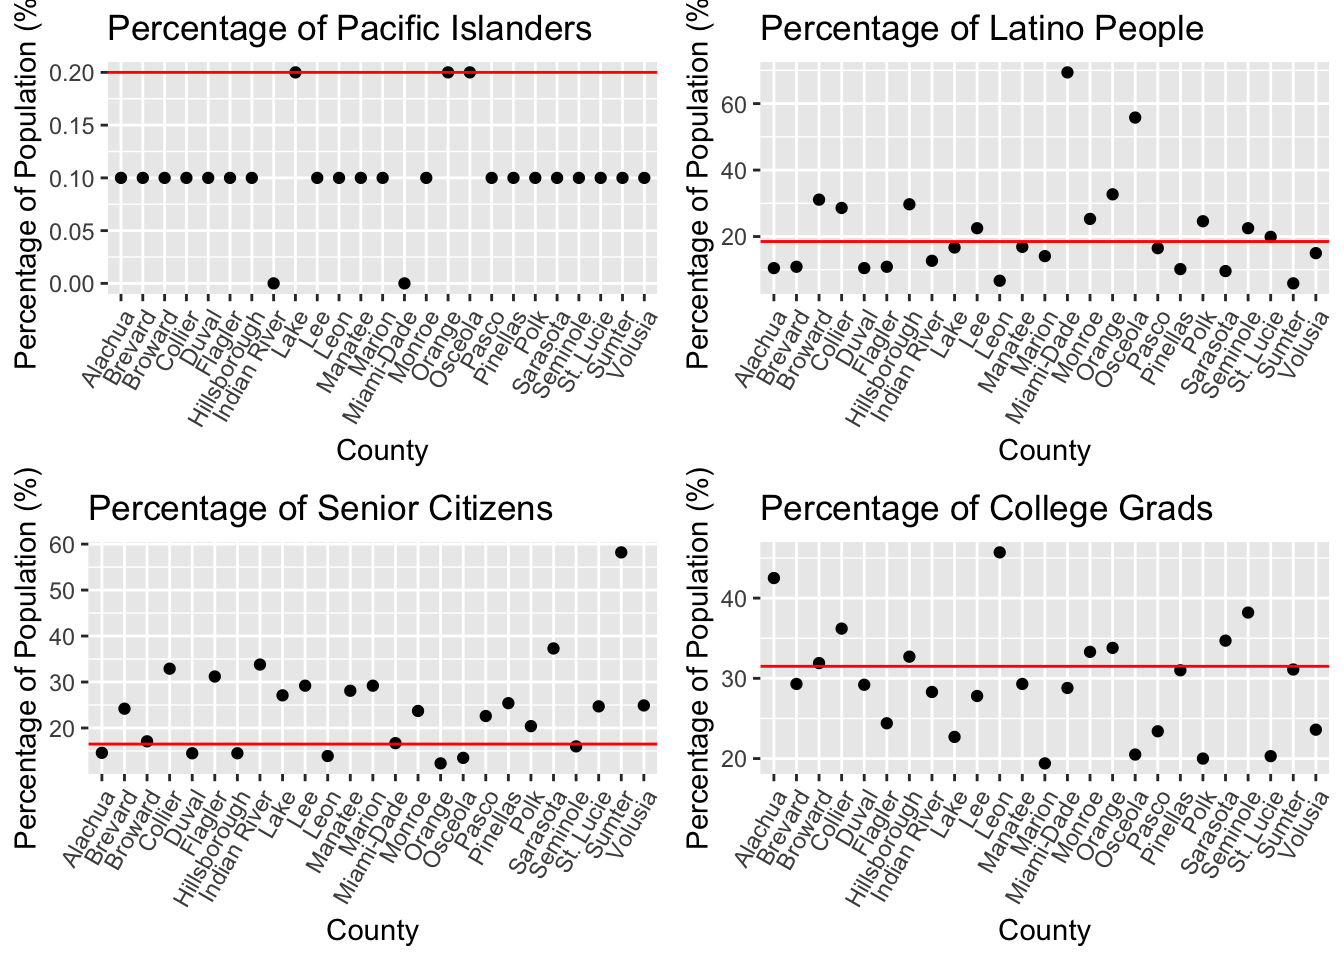 Percentage of Pacific Islanders
Percentage of Population (%
0.20
0.15
0.10
0.05
0.00
Alachua
Brevard
Broward
Collier
Duval
Flagler
Hillsborough
Indian River
Lake
Lee
Leon
Manatee
Marion
Miami-Dade
Monroe
Orange
Osceola
Pasco
Pinellas
Polk
Sarasota
Seminole
St. Lucie
Sumter
Volusia
County
Percentage of Latino People
Percentage of Population (%
60
40
20
Alachua
Brevard
Broward
Collier
Duval
Flagler
Hillsborough
Indian River
Lake
Lee
Leon
Manatee
Marion
Miami-Dade
Monroe
Orange
Osceola
Pasco
Pinellas
Polk
Sarasota
Seminole
St. Lucie
Sumter
Volusia
County
Percentage of Senior Citizens
Percentage of Population (%)
60
50
40
30
20
Alachua
Brevard
Broward
Collier
Duval
Flagler
Hillsborough
Indian River
Lake
Lee
Leon
Manatee
Marion
Miami-Dade
Monroe
Orange
Osceola
Pasco
Pinellas
Polk
Sarasota
Seminole
St. Lucie
Sumter
Volusia
County
Percentage of College Grads
Percentage of Population (%)
40
30
20
Alachua
Brevard
Broward
Collier
Duval
Flagler
Hillsborough
Indian River
Lake
Lee
Leon
Manatee
Marion
Miami-Dade
Monroe
Orange
Osceola
Pasco
Pinellas
Polk
Sarasota
Seminole
St. Lucie
Sumter
Volusia
County